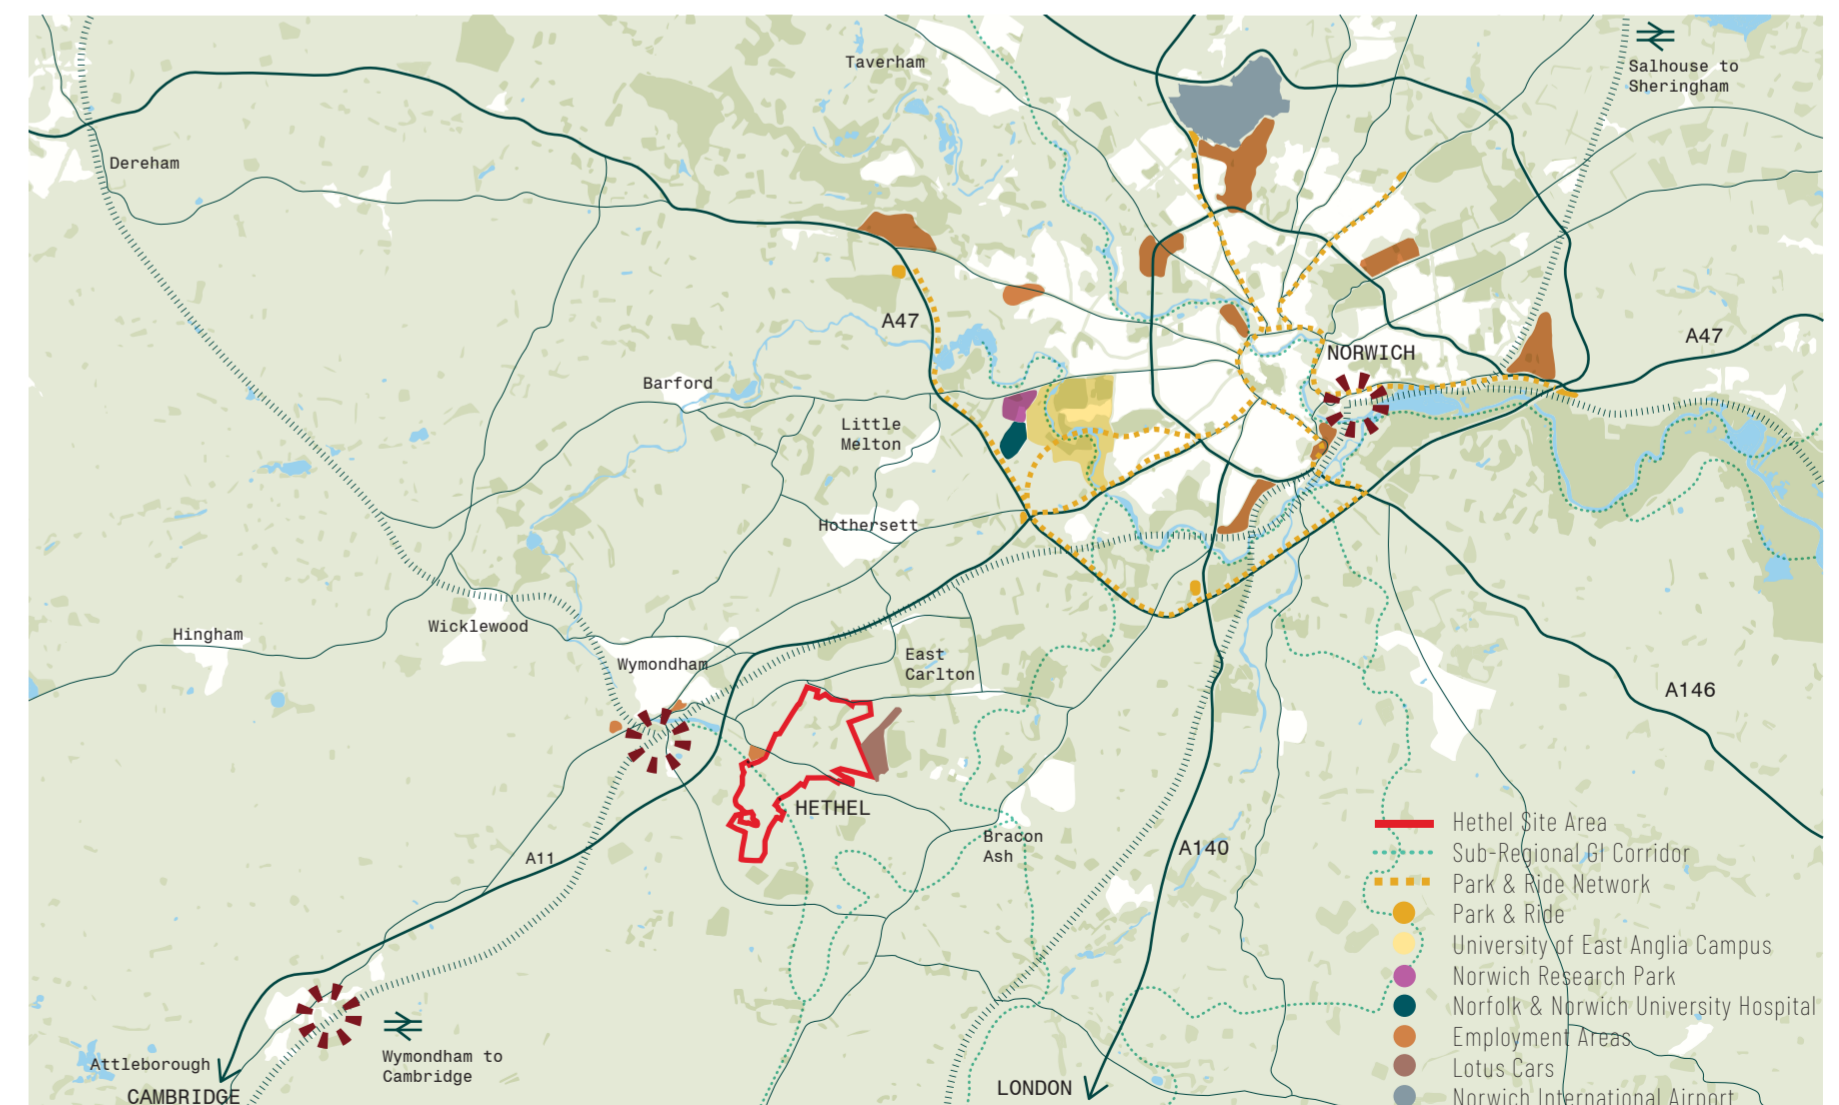 Taverham
Salhouse to
Sheringham
Dereham
A47
A47
NORWICH
Barford
Little
Melton
Hothersett
Hingham
Wicklewood
Wymondham
East
Carlton
A146
HETHEL
Bracon
Ash
A140
A11
Attleborough
CAMBRIDGE
Wymondham to
Cambridge
LONDON
Hethel Site Area
Sub-Regional GI Corridor
Park & Ride Network
Park & Ride
University of East Anglia Campus
Norwich Research Park
Norfolk & Norwich University Hospital
Employment Areas
Lotus Cars
Norwich International Airport